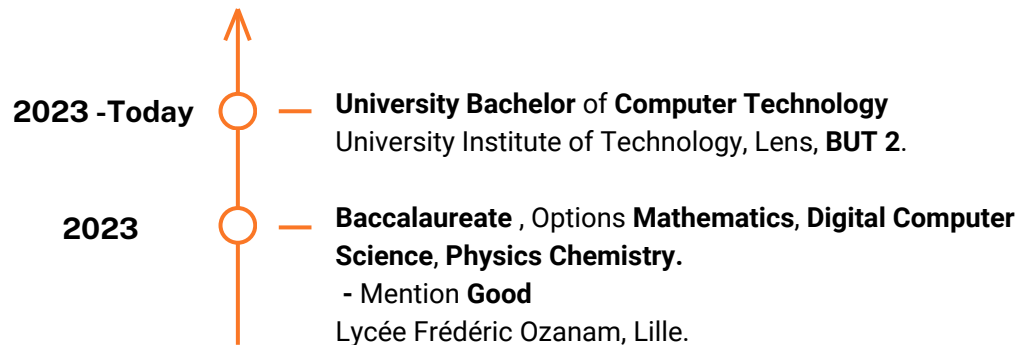 2023 -Today
University Bachelor of Computer Technology
University Institute of Technology, Lens, BUT 2.
2023
Baccalaureate , Options Mathematics, Digital Computer
Science, Physics Chemistry.
- Mention Good
Lycée Frédéric Ozanam, Lille.